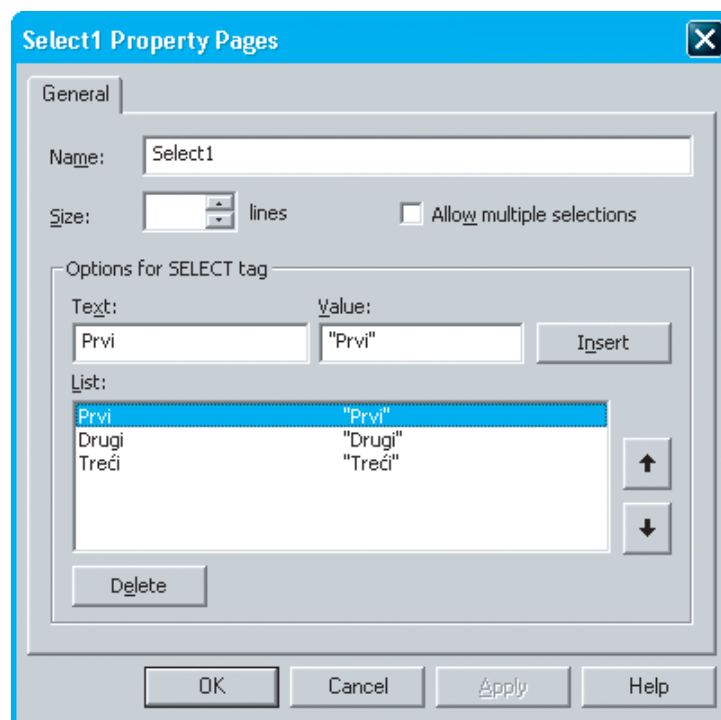 Select1 Property Pages
General
Name: Select1
Size: lines Allow multiple selections
Options for SELECT tag
Text: Value:
Prvi "Prvi" Insert
List:
Prvi "Prvi"
Drugi "Drugi"
Treći "Treći"
Delete
OK Cancel Apply Help